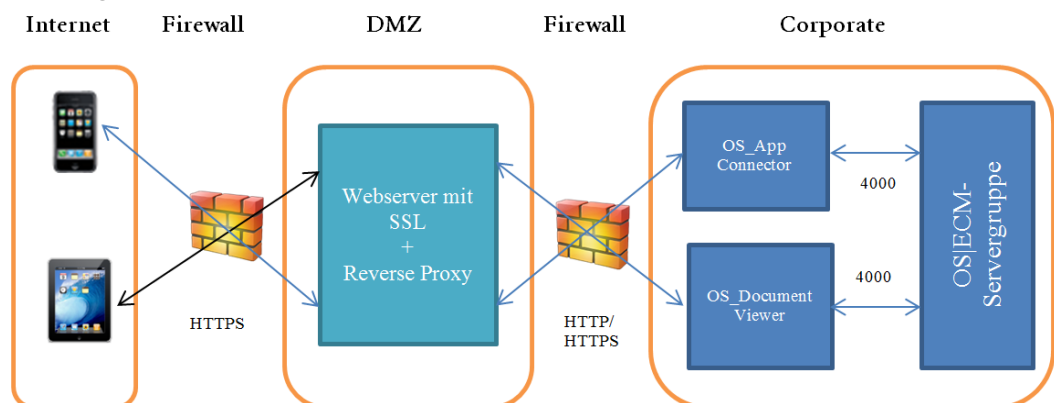 Internet
Firewall
DMZ
Firewall
Corporate
HTTPS
Webserver mit
SSL
+
Reverse Proxy
HTTP/
HTTPS
OS_App
Connector
4000
OS_Document
Viewer
4000
OS|ECM-
Servergruppe